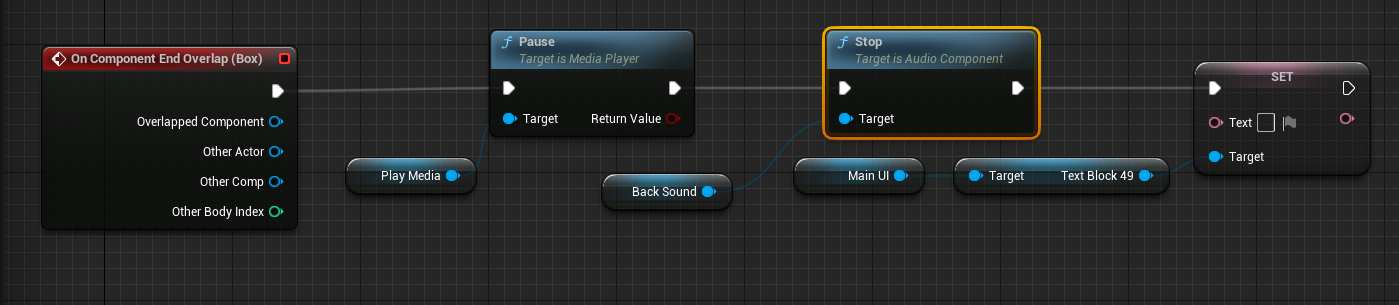 On Component End Overlap (Box)
Overlapped Component
Other Actor
Other Comp
Other Body Index
Play Media
f Pause
Target is Media Player
Target
Return Value
Back Sound
f Stop
Target is Audio Component
Target
Main UI
Target
Text Block 49
SET
Text
Target